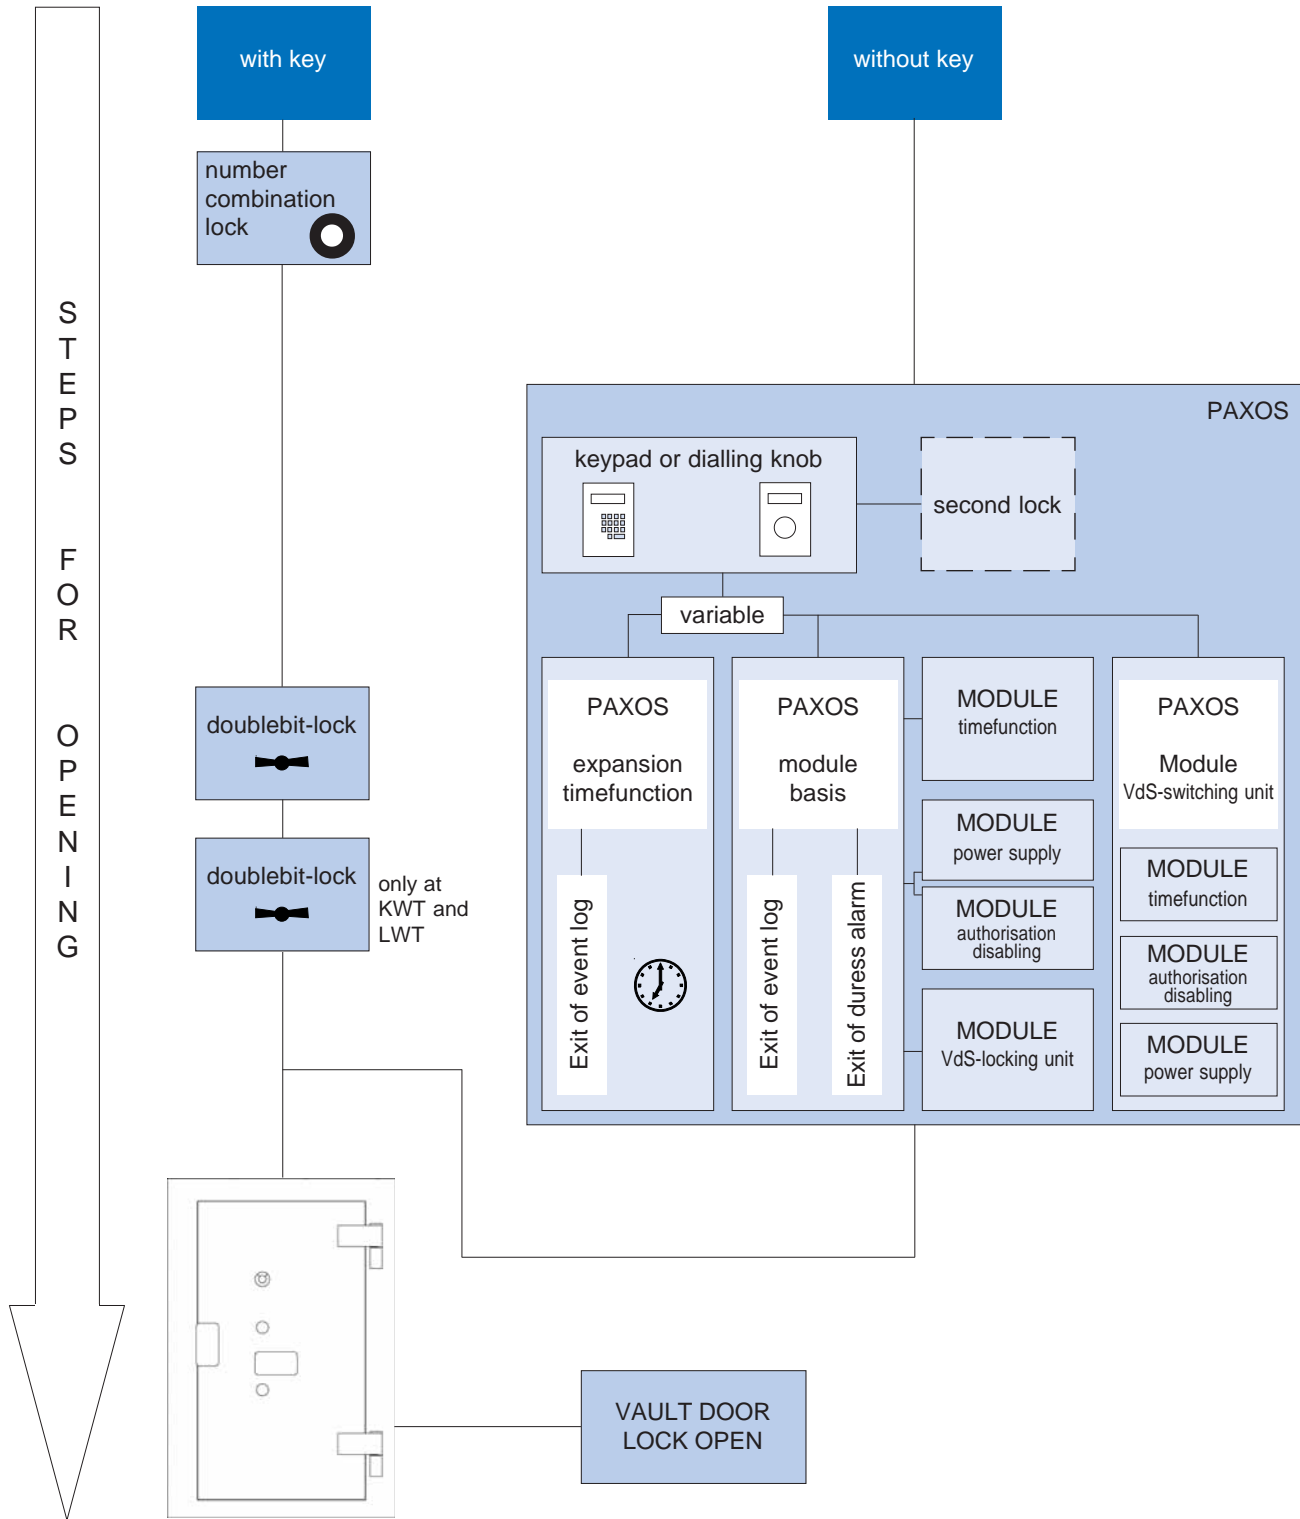 with key
without key
number
combination
lock
STEPS FOR OPENING
PAXOS
keypad or dialling knob
second lock
variable
doublebit-lock
doublebit-lock
only at
KWT and
LWT
PAXOS
expansion
timefunction
Exit of event log
PAXOS
module
basis
Exit of event log
Exit of duress alarm
MODULE
timefunction
MODULE
power supply
MODULE
authorisation
disabling
MODULE
VdS-locking unit
PAXOS
Module
VdS-switching unit
MODULE
timefunction
MODULE
authorisation
disabling
MODULE
power supply
VAULT DOOR
LOCK OPEN